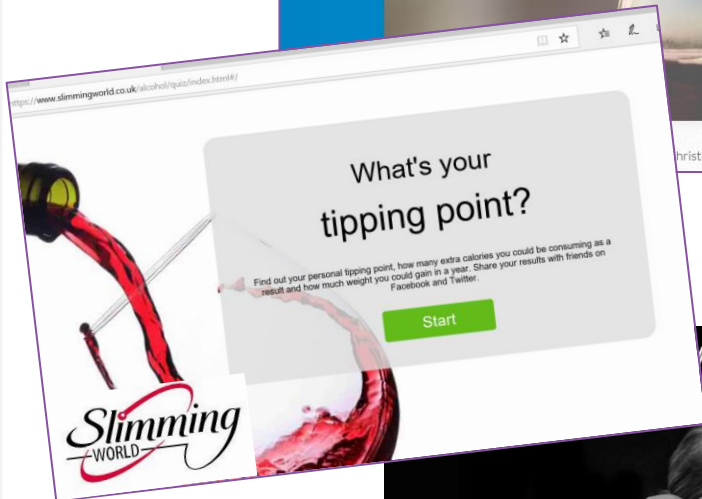 https://www.slimmingworld.co.uk/alcohol/quiz/index.html#/
What's your
tipping point?
Find out your personal tipping point, how many extra calories you could be consuming as a
result and how much weight you could gain in a year. Share your results with friends on
Facebook and Twitter.
Start
Slimming
WORLD